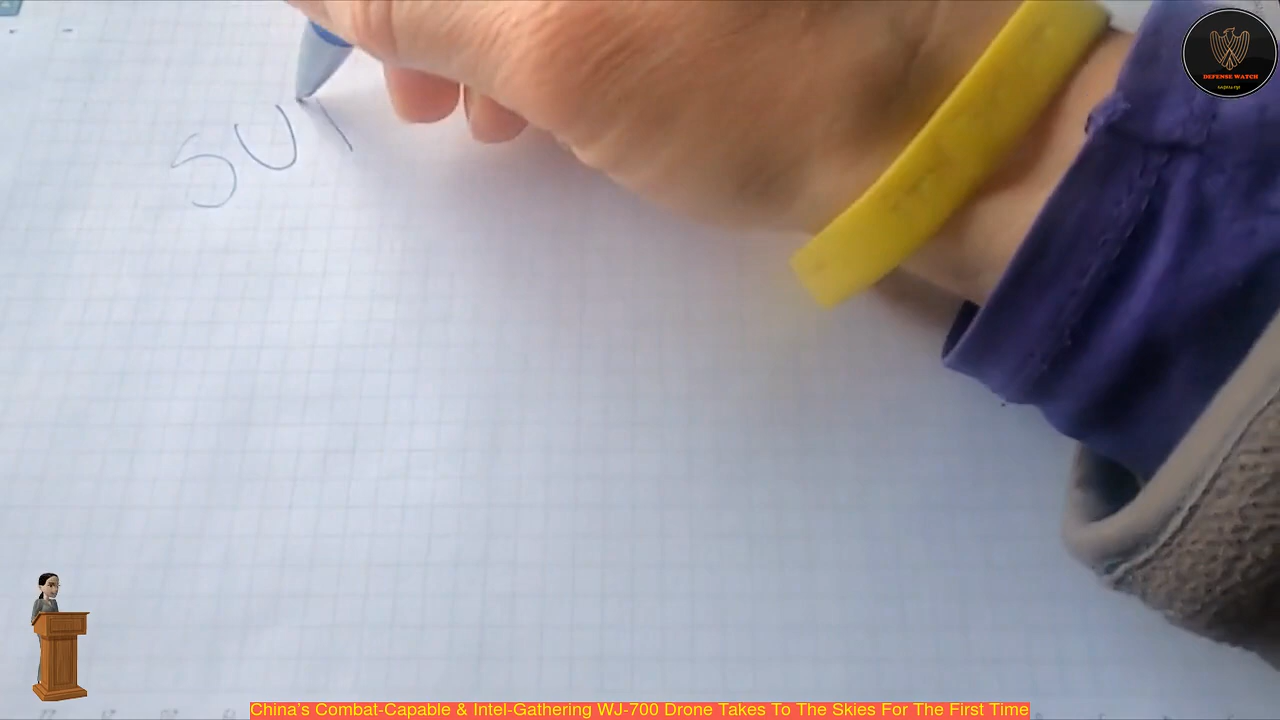 SU
DEFENSE WATCH
China's Combat-Capable & Intel-Gathering WJ-700 Drone Takes To The Skies For The First Time